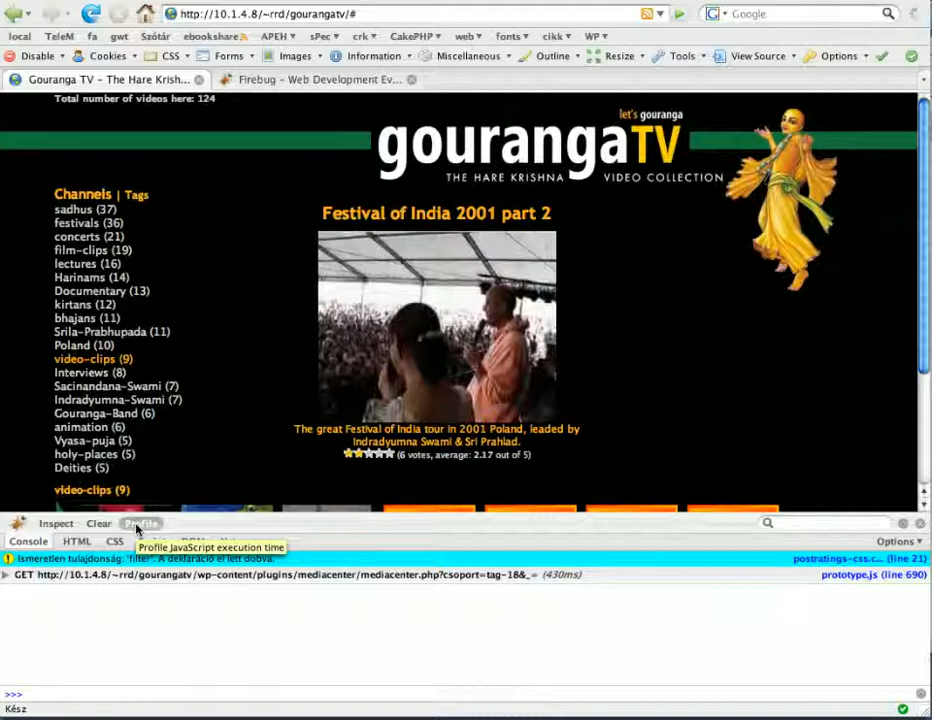 http://10.1.4.8/~rrd/gourangatv/#
Google
local TeleM fa gwt Szótár ebookshare APEH sPec crk CakePHP web fonts cikk WP
Disable Cookies CSS Forms Images Information Miscellaneous Outline Resize Tools View Source Options
Gouranga TV - The Hare Krish... Firebug - Web Development Ev...
Total number of videos here: 124
let's gouranga
gourangaTV
THE HARE KRISHNA VIDEO COLLECTION
Channels | Tags
sadhus (37)
festivals (36)
concerts (21)
film-clips (19)
lectures (16)
Harinams (14)
Documentary (13)
kirtans (12)
bhajans (11)
Srila-Prabhupada (11)
Poland (10)
video-clips (9)
Interviews (8)
Sacinandana-Swami (7)
Indradyumna-Swami (7)
Gouranga-Band (6)
animation (6)
Vyasa-puja (5)
holy-places (5)
Deities (5)
video-clips (9)
Festival of India 2001 part 2
The great Festival of India tour in 2001 Poland, leaded by
Indradyumna Swami & Sri Prahlad.
(6 votes, average: 2.17 out of 5)
Inspect Clear Profile
Console HTML CSS Options
Profile JavaScript execution time
Ismeretlen tulajdonság: 'filter'. A deklaráció el lett dobva. postratings-css.c... (line 21)
GET http://10.1.4.8/~rrd/gourangatv/wp-content/plugins/mediacenter/mediacenter.php?csoport=tag-18&_= (430ms) prototype.js (line 690)
>>>
Kész